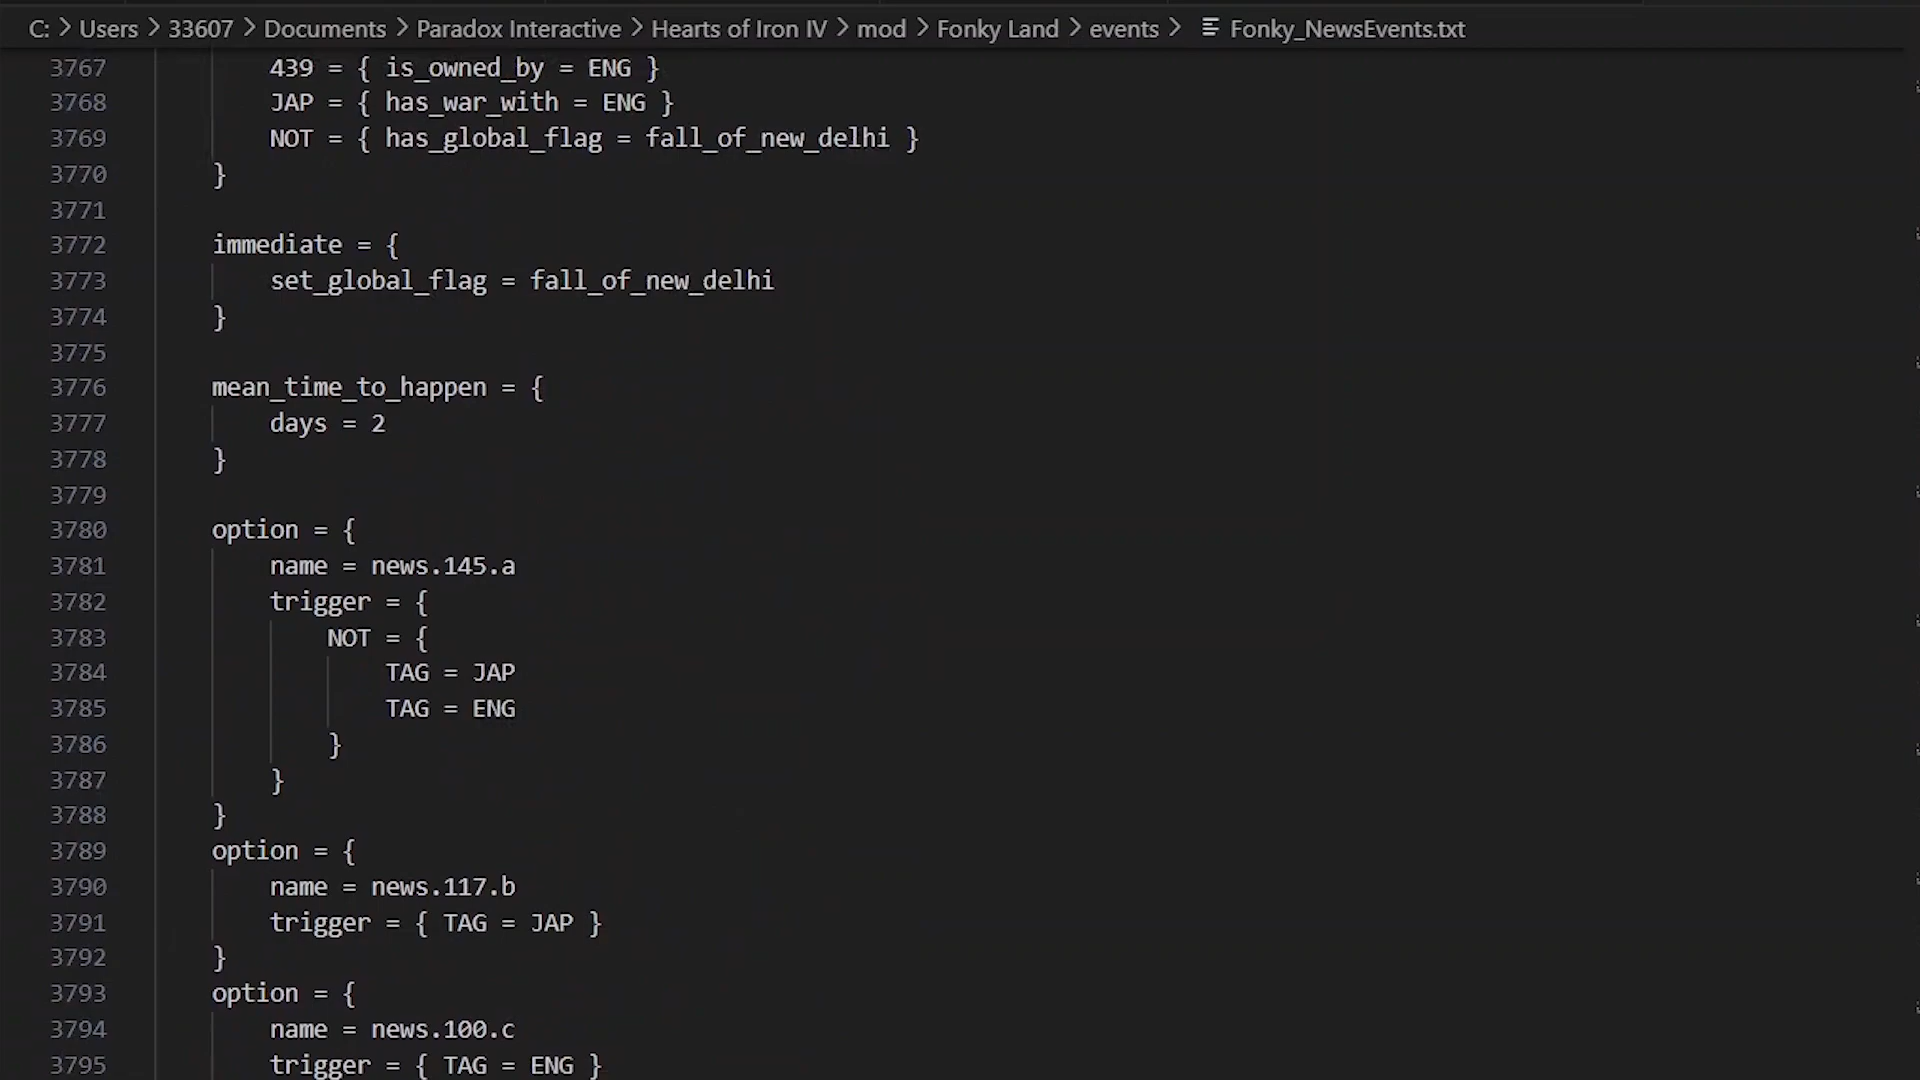 C: > Users > 33607 > Documents > Paradox Interactive > Hearts of Iron IV > mod > Fonky Land > events > Fonky_NewsEvents.txt
3767 439 = { is_owned_by = ENG }
3768 JAP = { has_war_with = ENG }
3769 NOT = { has_global_flag = fall_of_new_delhi }
3770 }
3771
3772 immediate = {
3773 set_global_flag = fall_of_new_delhi
3774 }
3775
3776 mean_time_to_happen = {
3777 days = 2
3778 }
3779
3780 option = {
3781 name = news.145.a
3782 trigger = {
3783 NOT = {
3784 TAG = JAP
3785 TAG = ENG
3786 }
3787 }
3788 }
3789 option = {
3790 name = news.117.b
3791 trigger = { TAG = JAP }
3792 }
3793 option = {
3794 name = news.100.c
3795 trigger = { TAG = ENG }